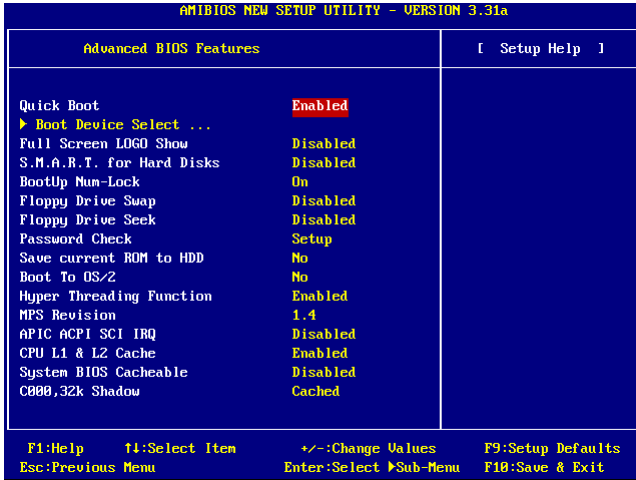 AMIBIOS NEW SETUP UTILITY - VERSION 3.31a
Advanced BIOS Features
[ Setup Help ]
Quick Boot Enabled
▶ Boot Device Select ...
Full Screen LOGO Show Disabled
S.M.A.R.T. for Hard Disks Disabled
BootUp Num-Lock On
Floppy Drive Swap Disabled
Floppy Drive Seek Disabled
Password Check Setup
Save current ROM to HDD No
Boot To OS/2 No
Hyper Threading Function Enabled
MPS Revision 1.4
APIC ACPI SCI IRQ Disabled
CPU L1 & L2 Cache Enabled
System BIOS Cacheable Disabled
C000,32k Shadow Cached
F1:Help ↑↓:Select Item +/-:Change Values F9:Setup Defaults
Esc:Previous Menu Enter:Select ▶Sub-Menu F10:Save & Exit